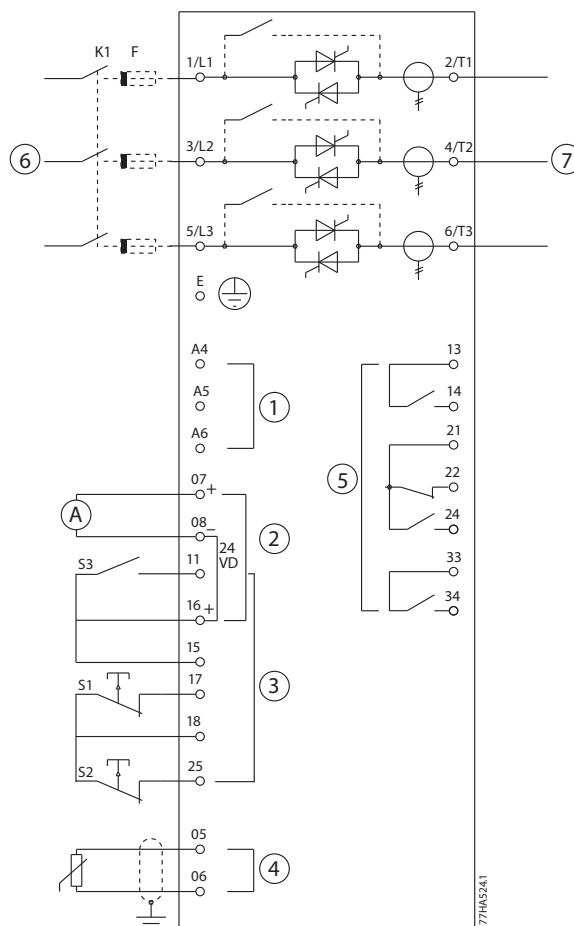 K1 F 1/L1 2/T1
6 3/L2 4/T2 7
5/L3 6/T3
E
A4 13
A5 1 14
A6 21
07 + 5 22
A 08 – 2 24
24
VD
S3 11 33
16 + 34
15
S1 17 3
18
S2 25
05
4
06
77HA524.1